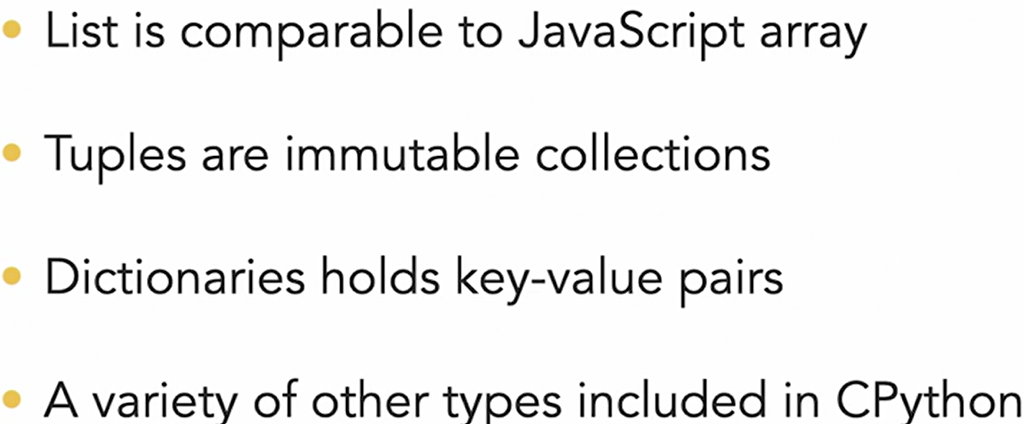 • List is comparable to JavaScript array
• Tuples are immutable collections
• Dictionaries holds key-value pairs
• A variety of other types included in CPython